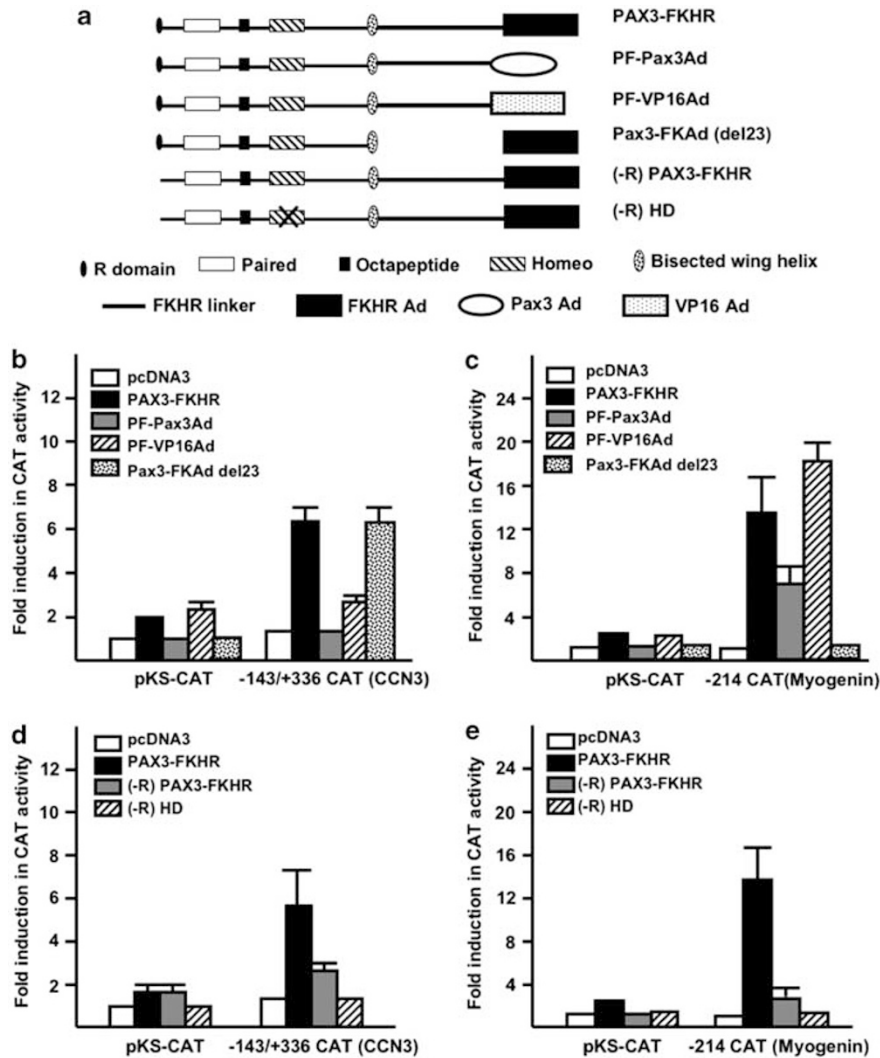 a
PAX3-FKHR
PF-Pax3Ad
PF-VP16Ad
Pax3-FKAd (del23)
(-R) PAX3-FKHR
(-R) HD
R domain Paired Octapeptide Homeo Bisected wing helix
FKHR linker FKHR Ad Pax3 Ad VP16 Ad
b
Fold induction in CAT activity
12
10
8
6
4
2
pcDNA3
PAX3-FKHR
PF-Pax3Ad
PF-VP16Ad
Pax3-FKAd del23
pKS-CAT -143/+336 CAT (CCN3)
c
Fold induction in CAT activity
24
20
16
12
8
4
pcDNA3
PAX3-FKHR
PF-Pax3Ad
PF-VP16Ad
Pax3-FKAd del23
pKS-CAT -214 CAT(Myogenin)
d
Fold induction in CAT activity
12
10
8
6
4
2
pcDNA3
PAX3-FKHR
(-R) PAX3-FKHR
(-R) HD
pKS-CAT -143/+336 CAT (CCN3)
e
Fold induction in CAT activity
24
20
16
12
8
4
pcDNA3
PAX3-FKHR
(-R) PAX3-FKHR
(-R) HD
pKS-CAT -214 CAT (Myogenin)